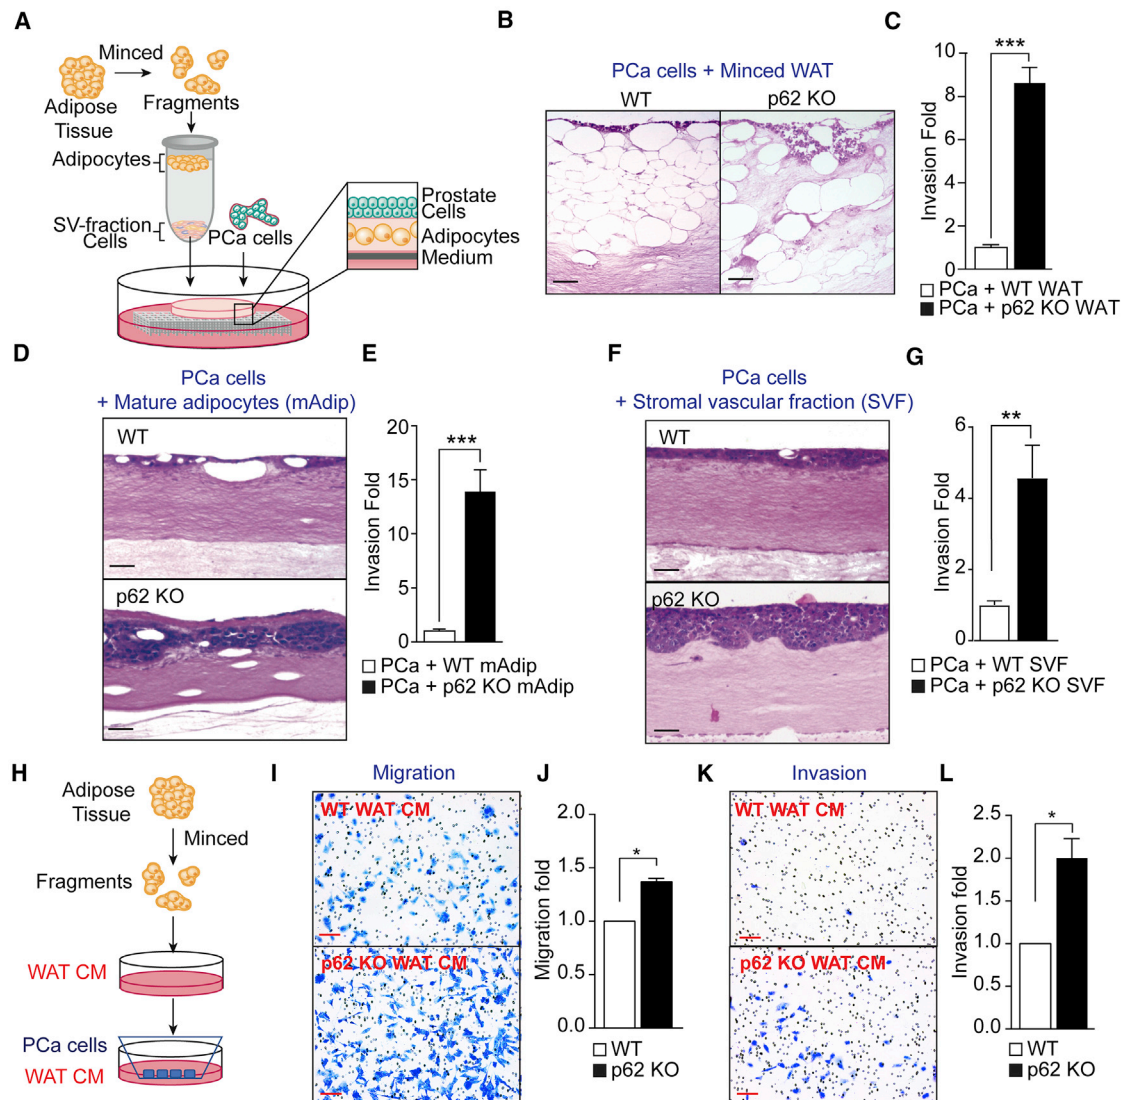 A
Minced
Adipose
Tissue
Fragments
Adipocytes
SV-fraction
Cells
PCa cells
Prostate
Cells
Adipocytes
Medium
B
PCa cells + Minced WAT
WT
p62 KO
C
Invasion Fold
10
8
6
4
2
0
***
PCa + WT WAT
PCa + p62 KO WAT
D
PCa cells
+ Mature adipocytes (mAdip)
WT
p62 KO
E
Invasion Fold
20
15
10
5
0
***
PCa + WT mAdip
PCa + p62 KO mAdip
F
PCa cells
+ Stromal vascular fraction (SVF)
WT
p62 KO
G
Invasion Fold
6
4
2
0
**
PCa + WT SVF
PCa + p62 KO SVF
H
Adipose
Tissue
Minced
Fragments
WAT CM
PCa cells
WAT CM
I
Migration
WT WAT CM
p62 KO WAT CM
J
Migration fold
2.0
1.5
1.0
0.5
0.0
*
WT
p62 KO
K
Invasion
WT WAT CM
p62 KO WAT CM
L
Invasion fold
2.5
2.0
1.5
1.0
0.5
0.0
*
WT
p62 KO